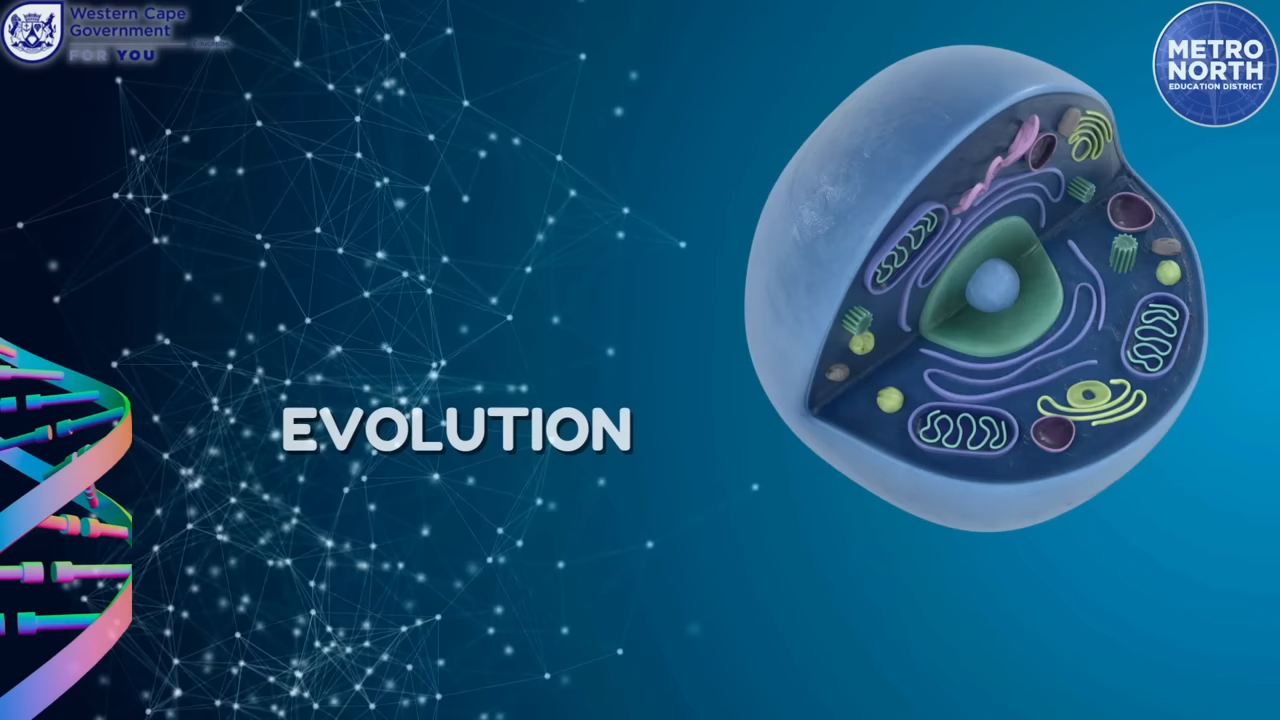 Western Cape
Government
FOR YOU
METRO
NORTH
EDUCATION DISTRICT
EVOLUTION